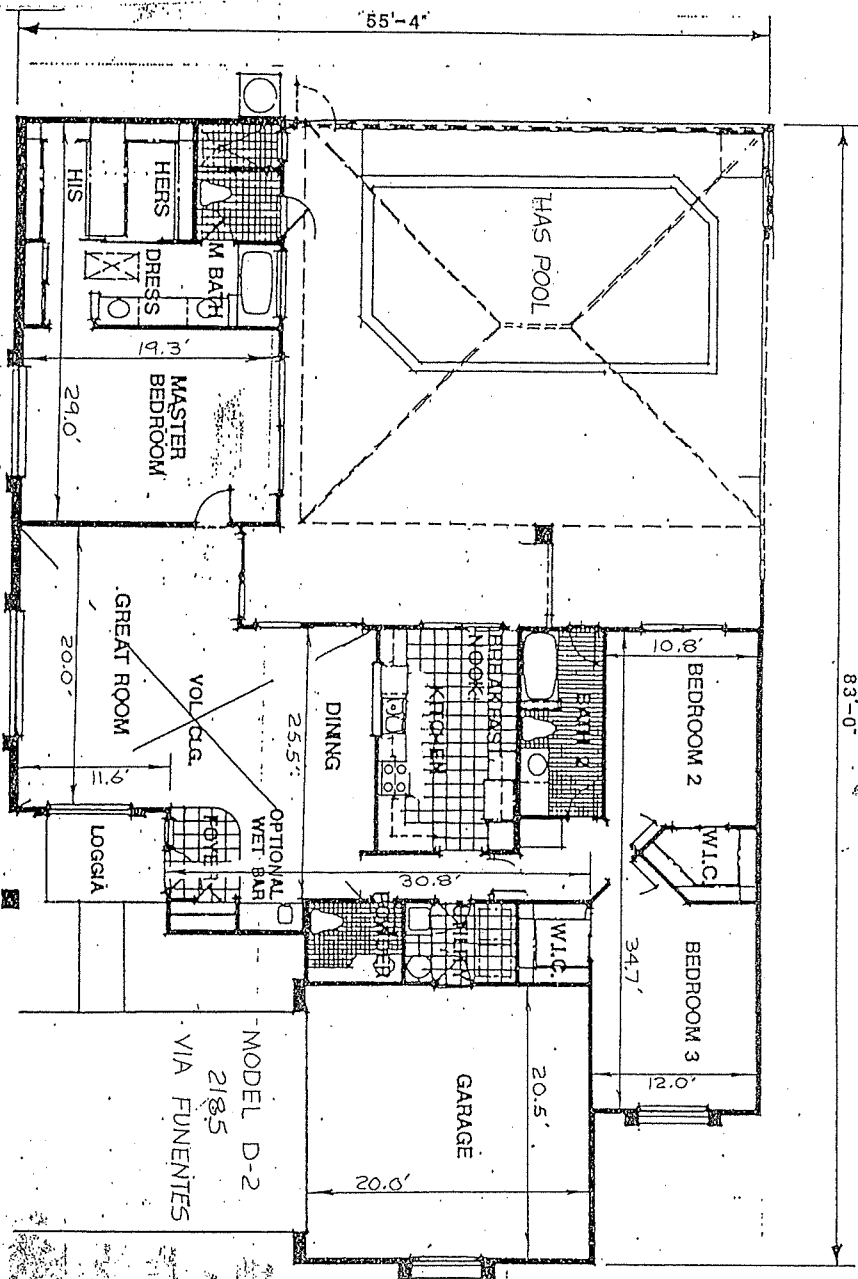 55'-4"
83'-0"
HAS POOL
HIS
HERS
M BATH
DRESS
19.3'
29.0'
MASTER
BEDROOM
GREAT ROOM
20.0'
VOL. CLG.
11.6'
25.5'
DINING
BREAKFAST
NOOK
KITCHEN
BATH 2
10.8'
BEDROOM 2
W.I.C.
LOGGIA
FOYER
OPTIONAL
WET BAR
30.8'
POWDER
UTILITY
W.I.C.
34.7'
BEDROOM 3
12.0'
20.5'
GARAGE
20.0'
MODEL D-2
2185
VIA FUNENTES